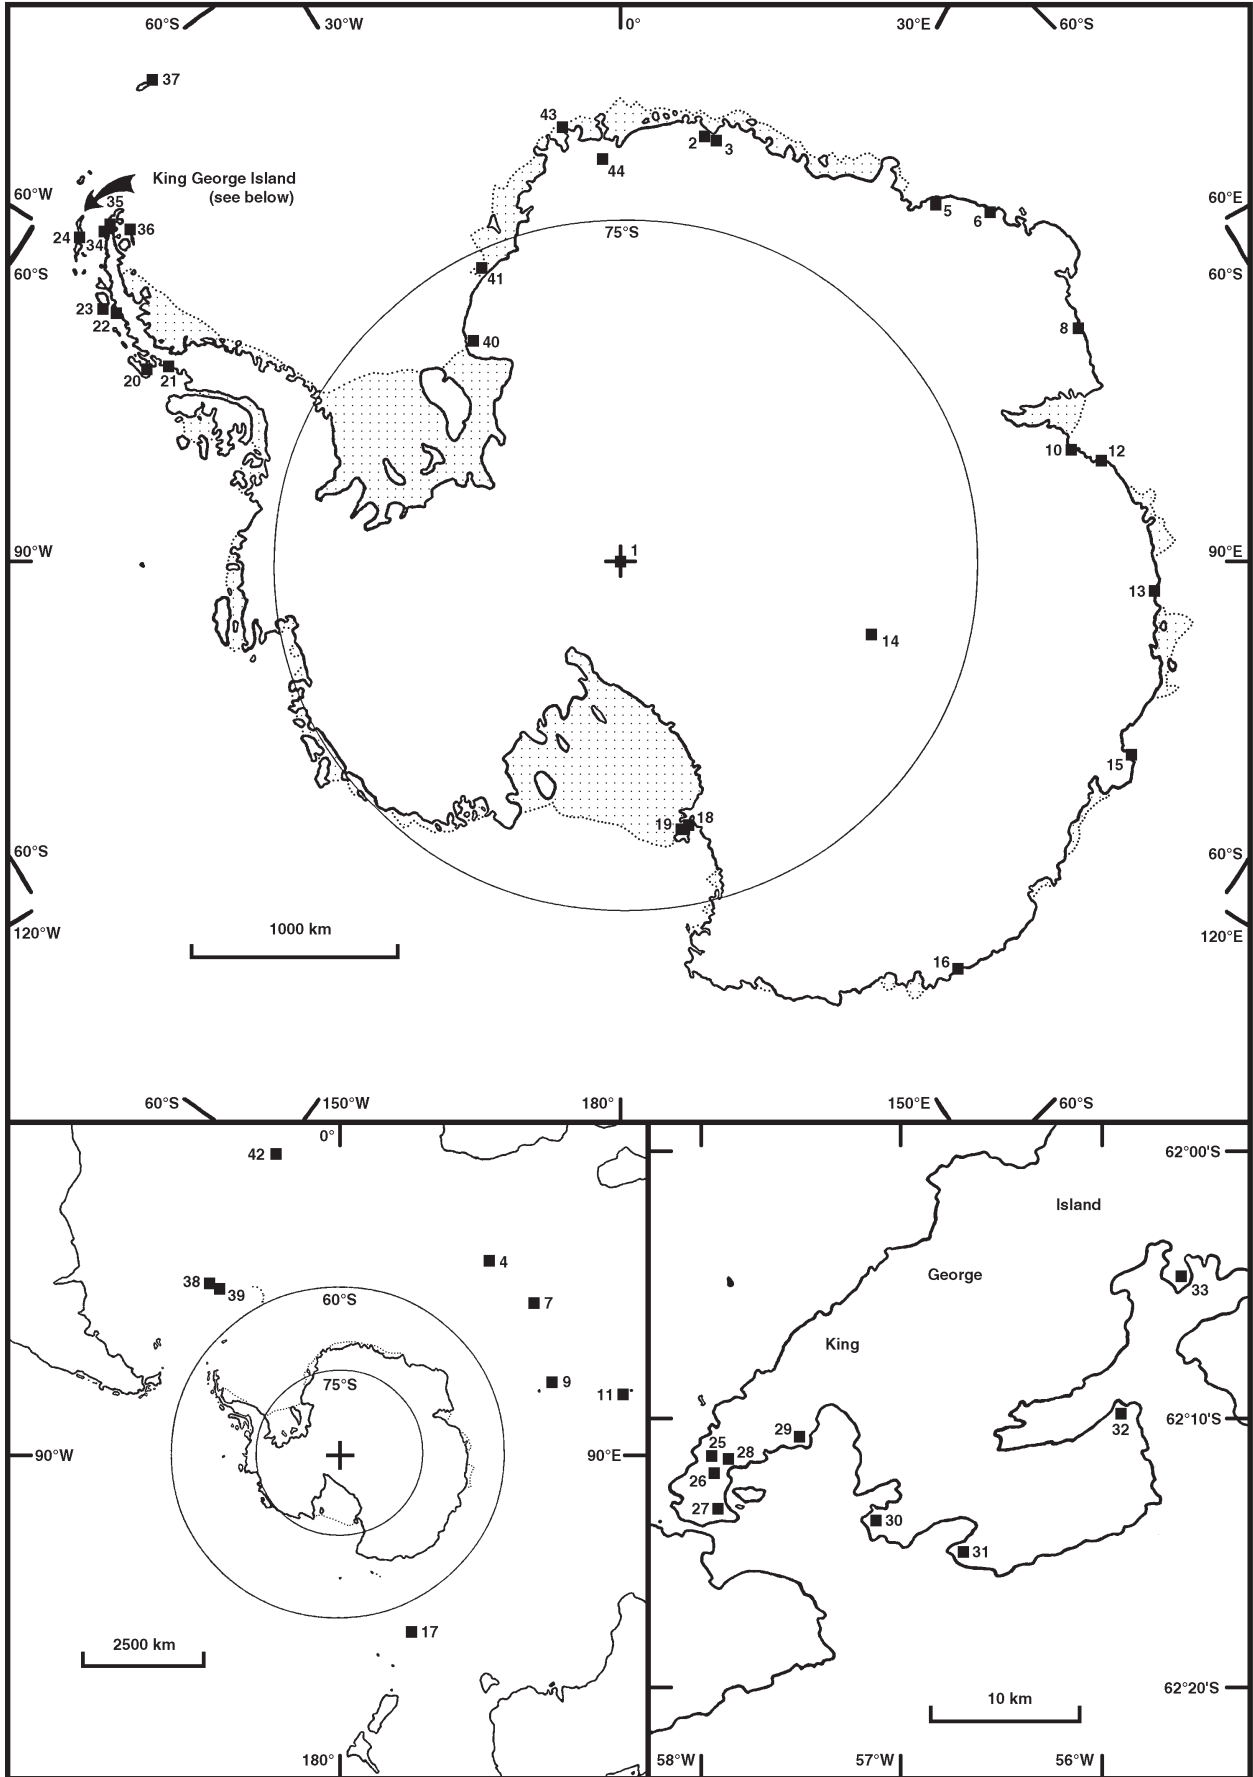 60°S
30°W
0°
30°E
60°S
37
43
2
3
44
King George Island
(see below)
60°W
35
60°E
24
34
36
5
6
75°S
60°S
60°S
41
23
22
8
40
20
21
10
12
90°W
1
90°E
13
14
15
19
18
60°S
60°S
1000 km
120°W
120°E
16
60°S
150°W
180°
150°E
60°S
0°
42
4
38
39
60°S
7
75°S
9
11
90°W
90°E
17
2500 km
180°
62°00'S
Island
George
33
King
62°10'S
29
32
25
28
26
27
30
31
62°20'S
10 km
58°W
57°W
56°W